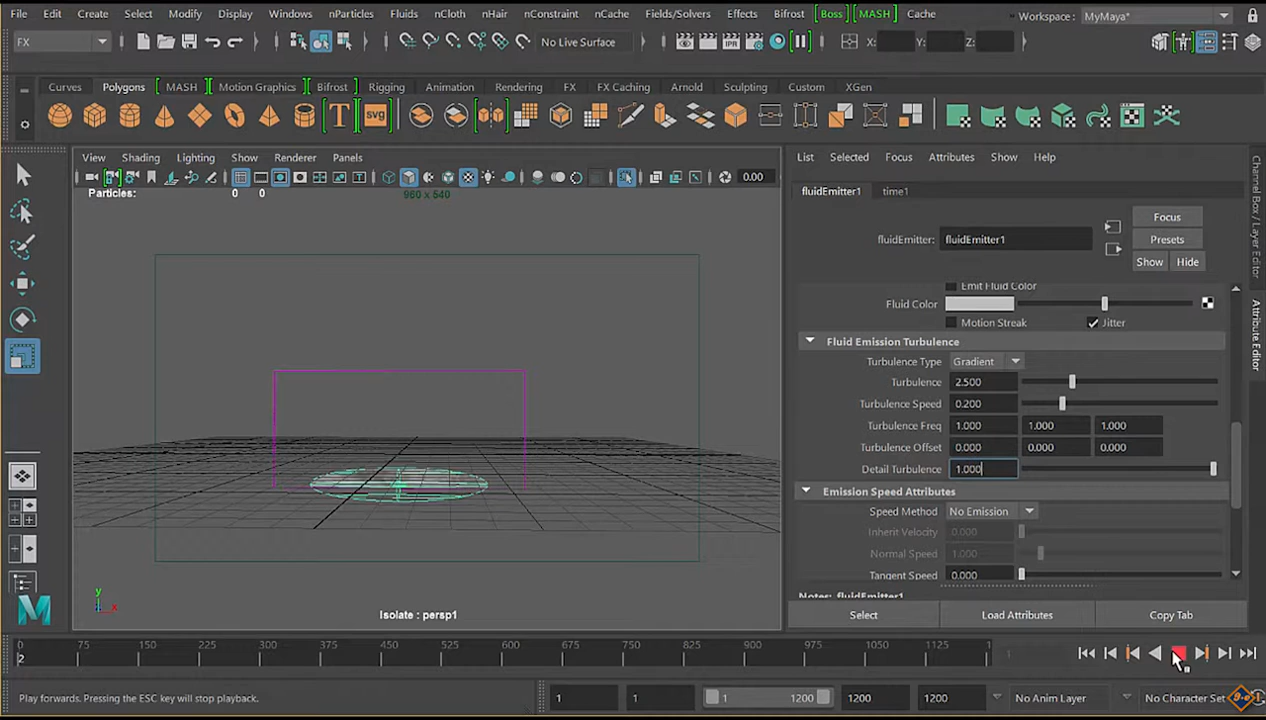 File Edit Create Select Modify Display Windows nParticles Fluids nCloth nHair nConstraint nCache Fields/Solvers Effects Bifrost Boss MASH Cache Workspace : MyMaya*
FX No Live Surface X: Y: Z:
Curves Polygons MASH Motion Graphics Bifrost Rigging Animation Rendering FX FX Caching Arnold Sculpting Custom XGen
T SVG
View Shading Lighting Show Renderer Panels
0.00
Particles: 0 0
960 x 540
y
x
Isolate : persp1
List Selected Focus Attributes Show Help
fluidEmitter1 time1
Focus
fluidEmitter: fluidEmitter1 Presets
Show Hide
Emit Fluid Color
Fluid Color
Motion Streak Jitter
Fluid Emission Turbulence
Turbulence Type Gradient
Turbulence 2.500
Turbulence Speed 0.200
Turbulence Freq 1.000 1.000 1.000
Turbulence Offset 0.000 0.000 0.000
Detail Turbulence 1.000
Emission Speed Attributes
Speed Method No Emission
Inherit Velocity 0.000
Normal Speed 1.000
Tangent Speed 0.000
Notes: fluidEmitter1
Select Load Attributes Copy Tab
Channel Box / Layer Editor
Attribute Editor
0 75 150 225 300 375 450 525 600 675 750 825 900 975 1050 1125 1
2
1
Play forwards. Pressing the ESC key will stop playback. 1 1 1 1200 1200 1200 No Anim Layer No Character Set